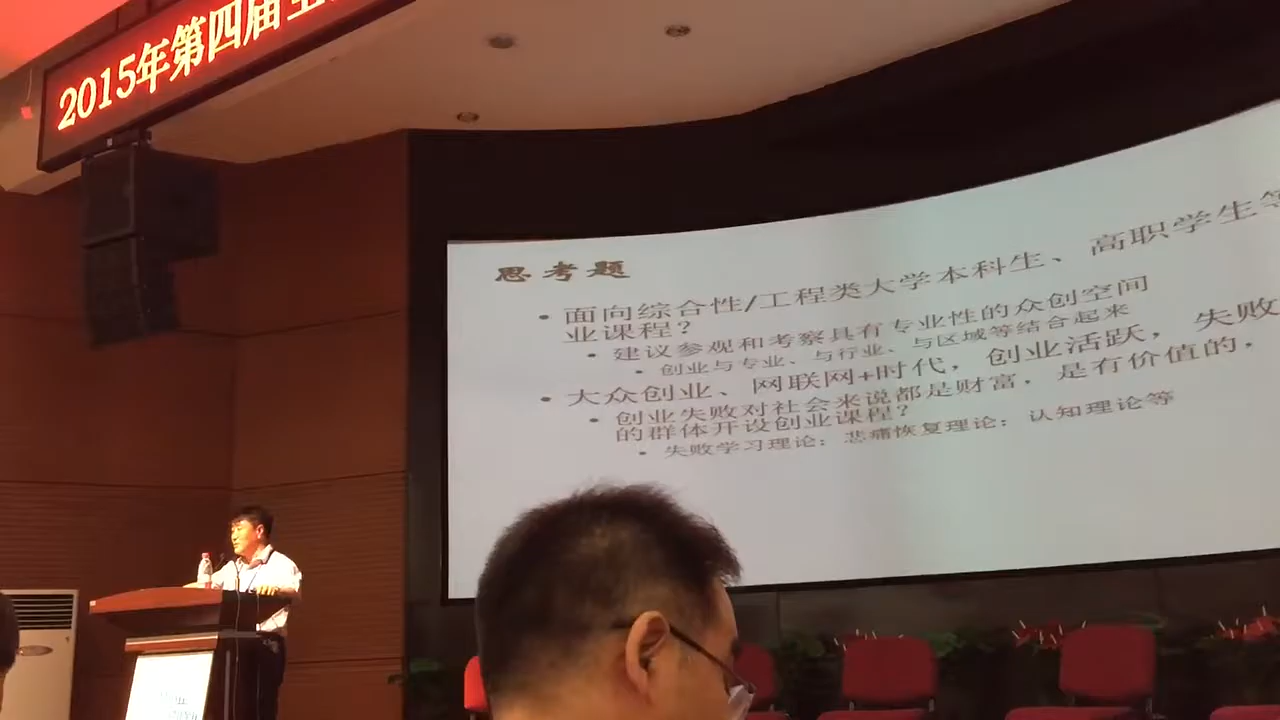 2015年第四届
思考题
• 面向综合性/工程类大学本科生、高职学生等
业课程?
• 建议参观和考察具有专业性的众创空间
• 创业与专业、与行业、与区域等结合起来
• 大众创业、网联网+时代，创业活跃，失败
• 创业失败对社会来说都是财富，是有价值的，
的群体开设创业课程?
• 失败学习理论；悲痛恢复理论；认知理论等